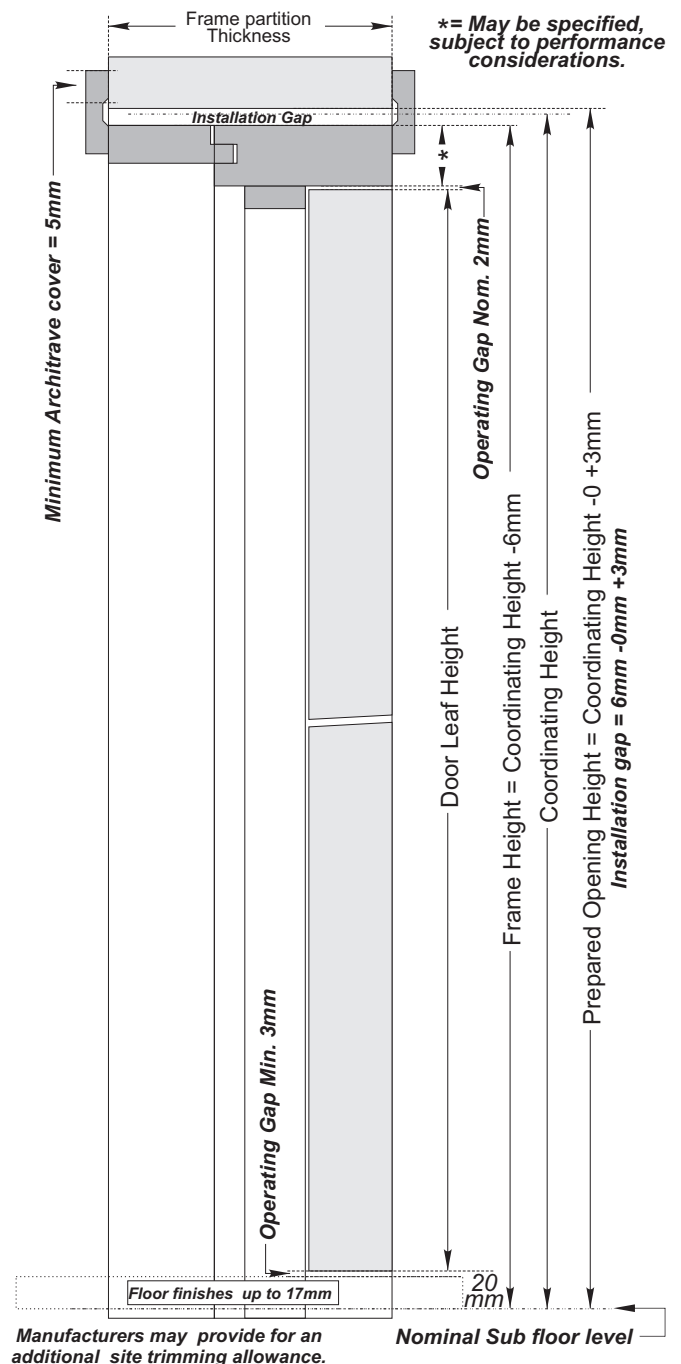 Frame partition
Thickness
*= May be specified,
subject to performance
considerations.
Installation Gap
*
Minimum Architrave cover = 5mm
Operating Gap Nom. 2mm
Door Leaf Height
Frame Height = Coordinating Height -6mm
Coordinating Height
Prepared Opening Height = Coordinating Height -0 +3mm
Installation gap = 6mm -0mm +3mm
Operating Gap Min. 3mm
Floor finishes up to 17mm
20
mm
Manufacturers may provide for an
additional site trimming allowance.
Nominal Sub floor level